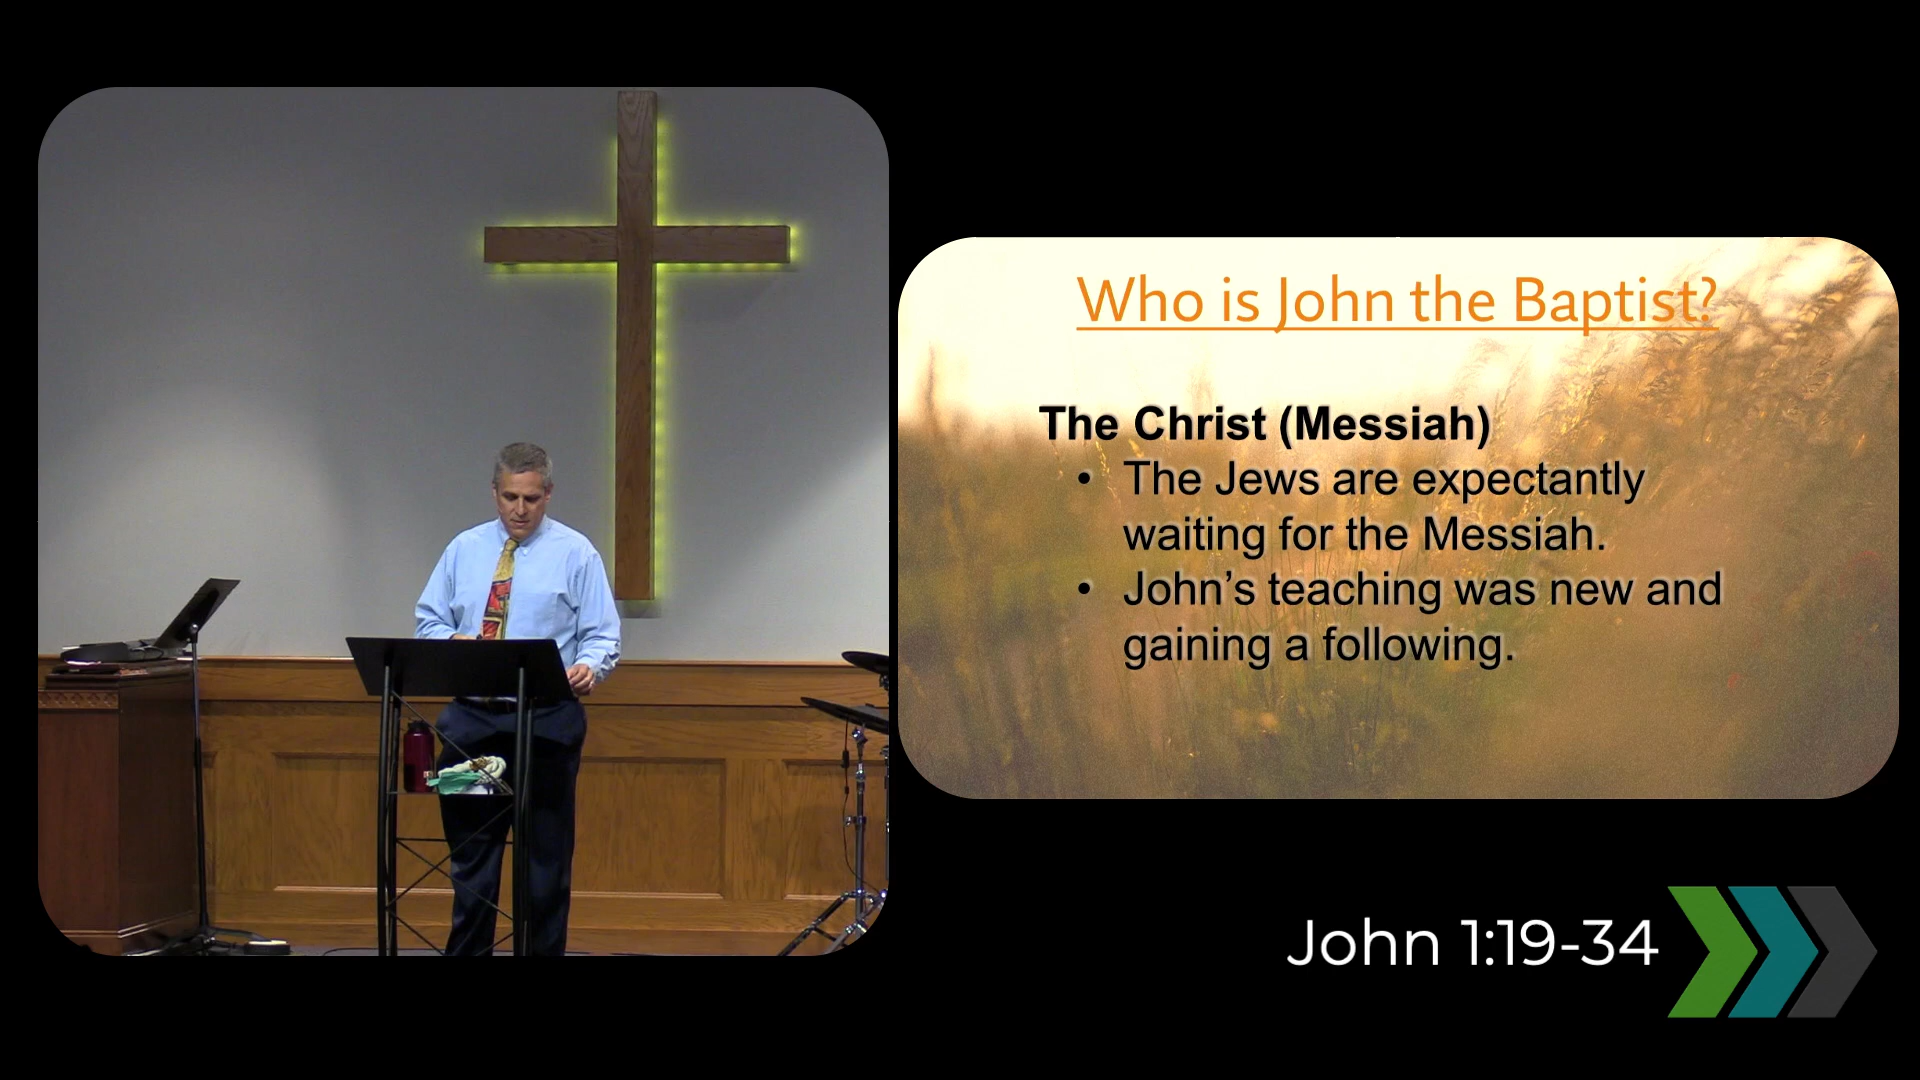 Who is John the Baptist?
The Christ (Messiah)
• The Jews are expectantly
waiting for the Messiah.
• John’s teaching was new and
gaining a following.
John 1:19-34